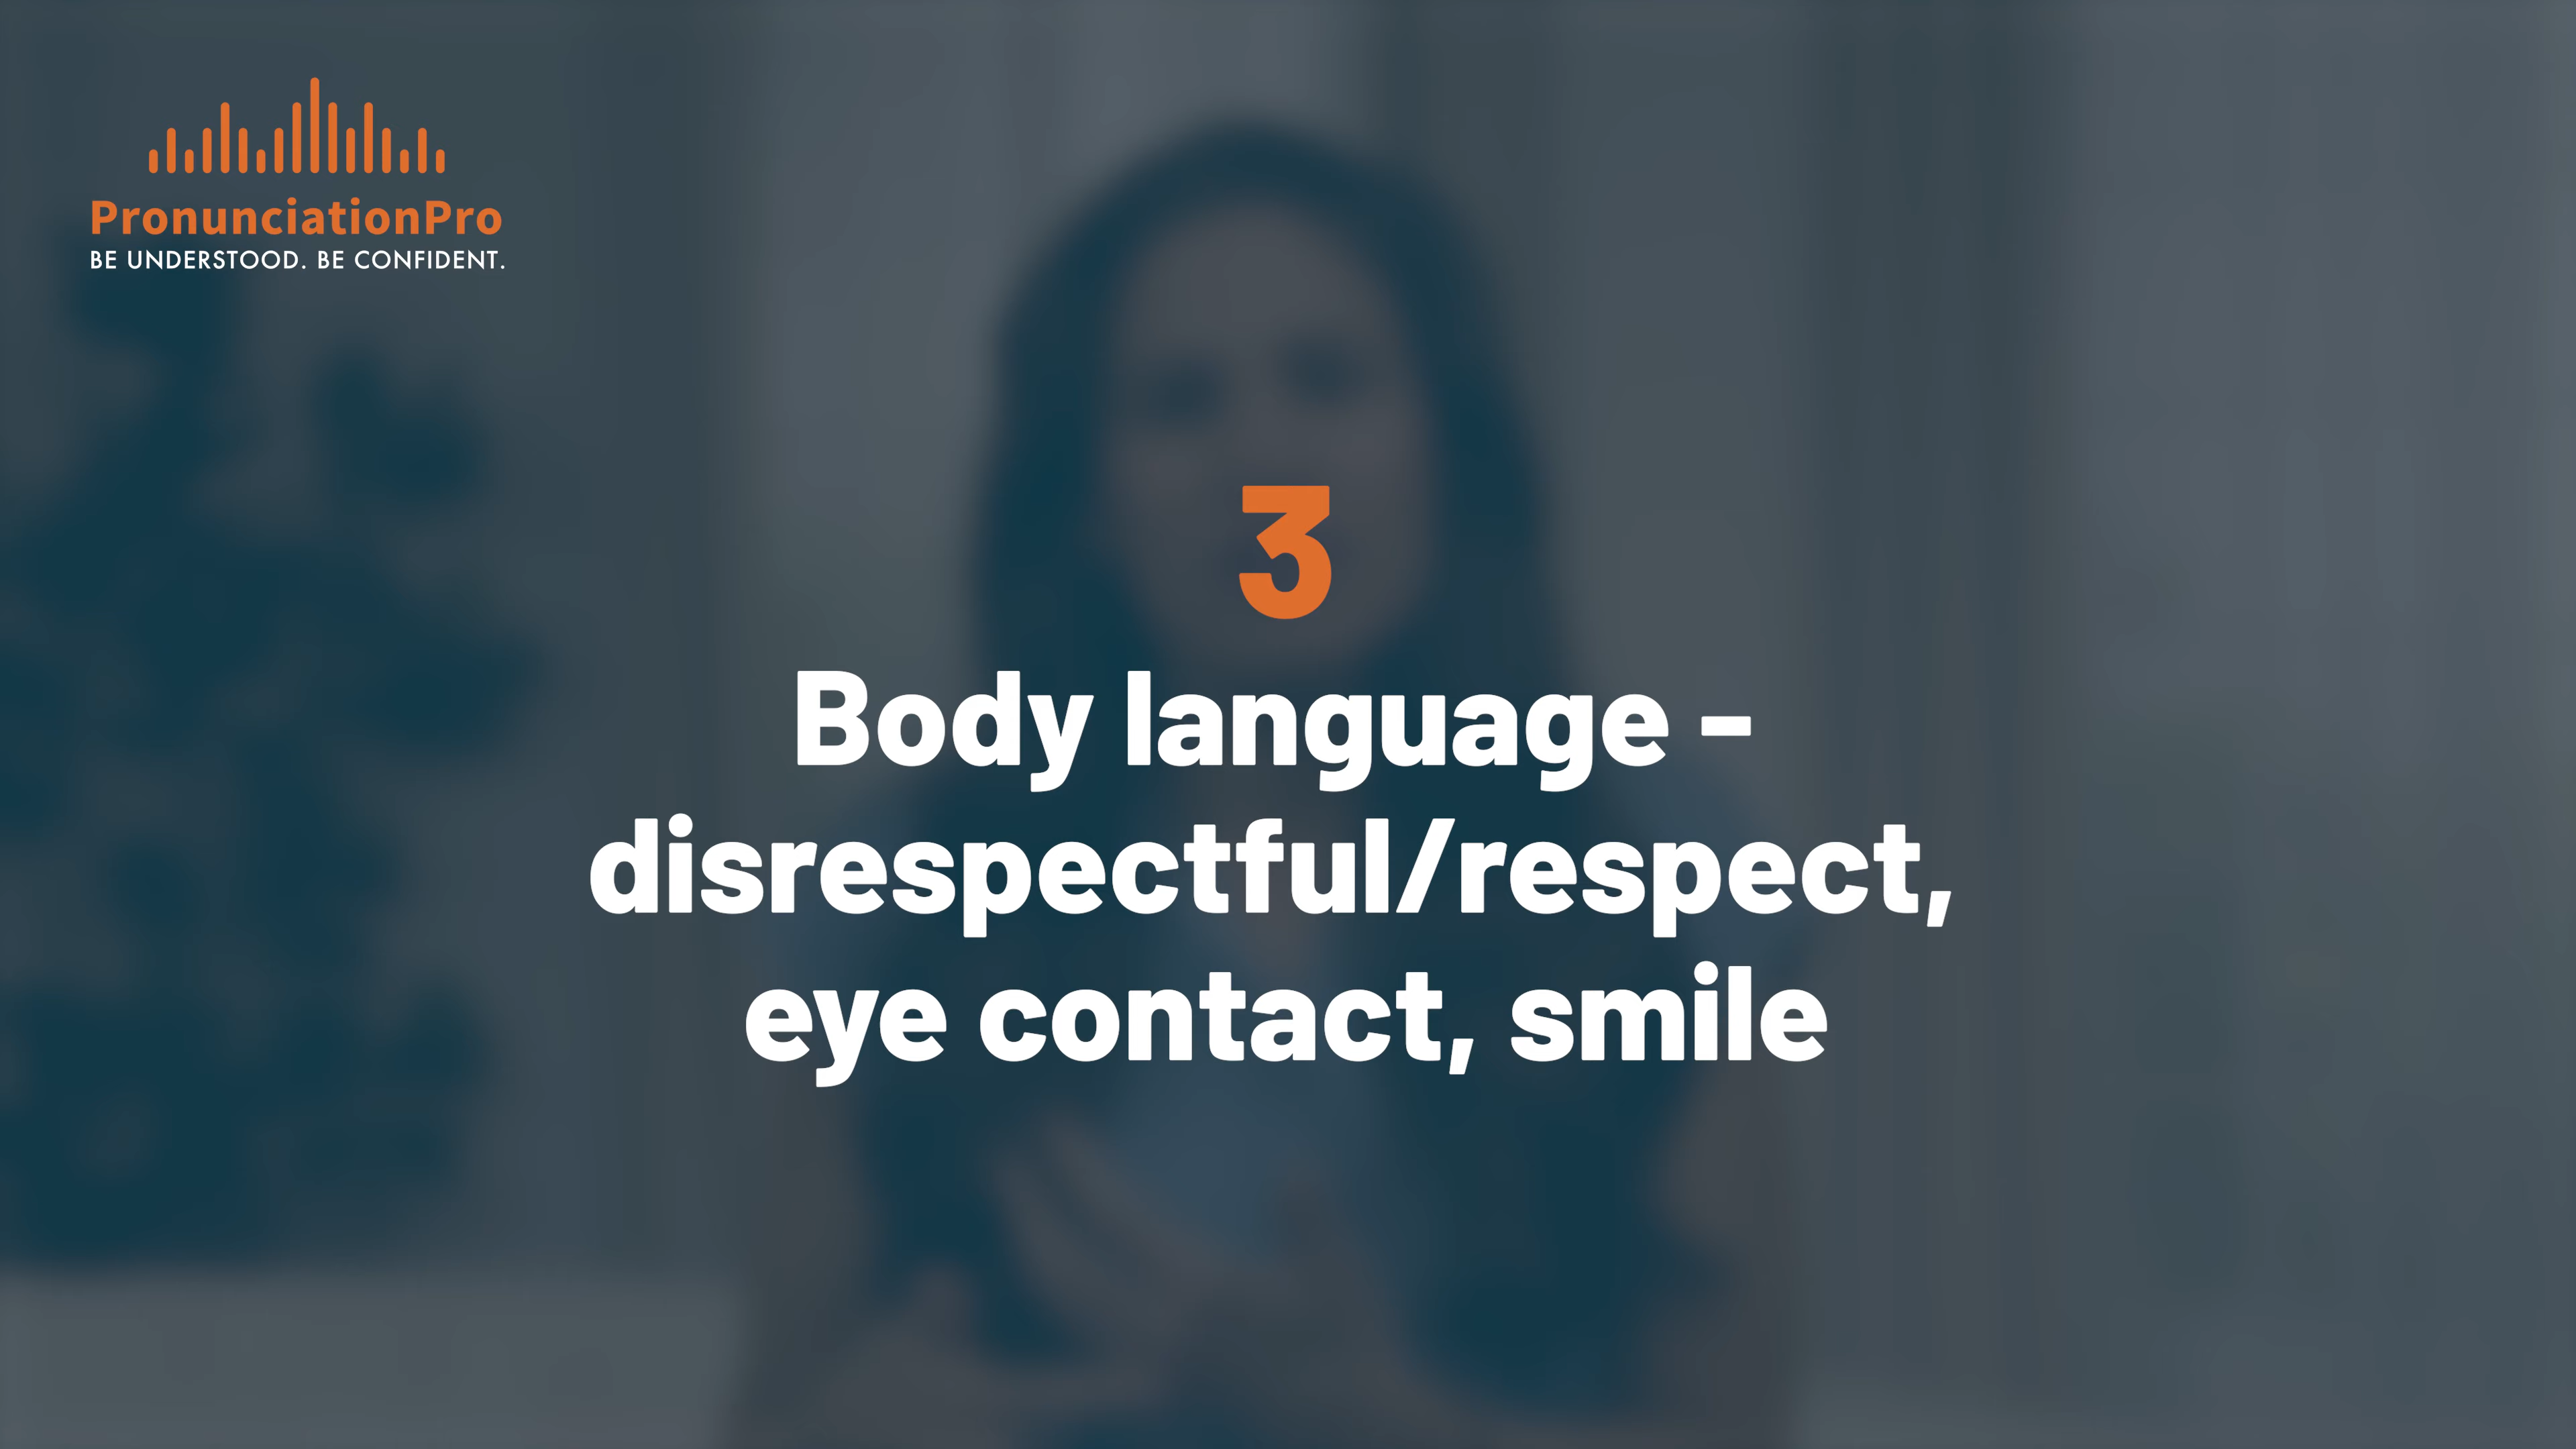 PronunciationPro
BE UNDERSTOOD. BE CONFIDENT.
3
Body language -
disrespectful/respect,
eye contact, smile